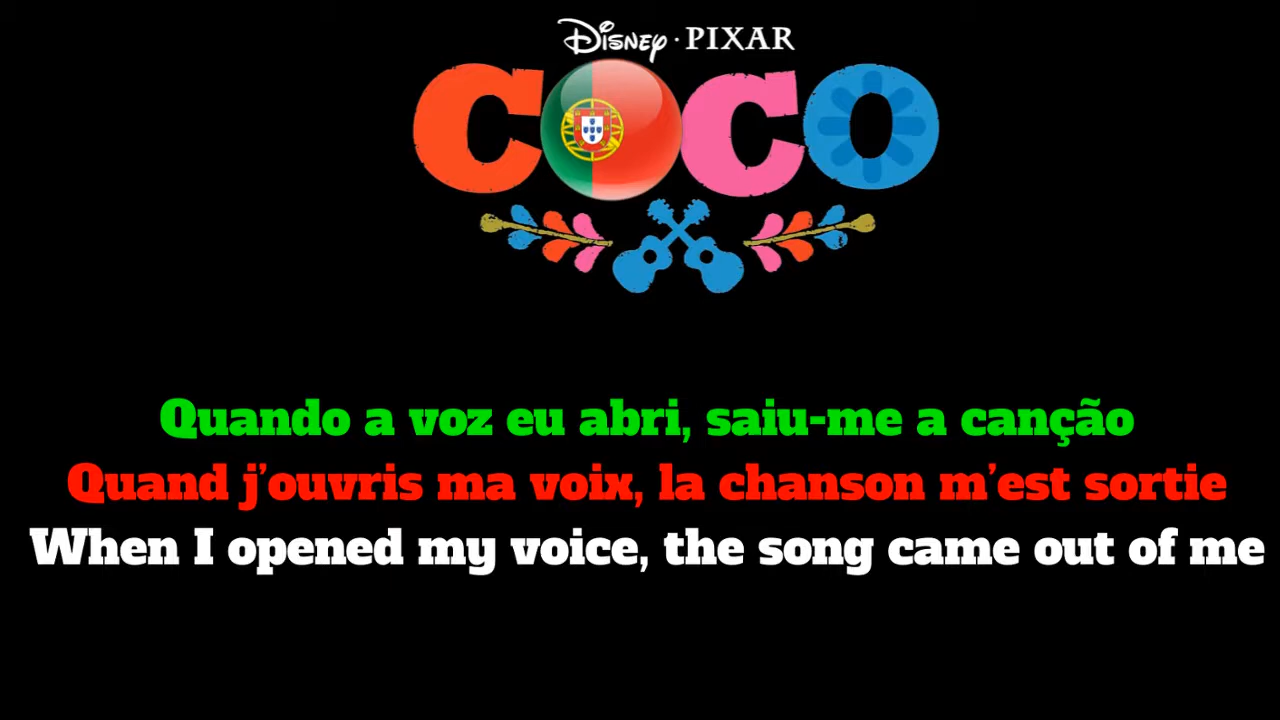 Disney·PIXAR
COCO
Quando a voz eu abri, saiu-me a canção
Quand j'ouvris ma voix, la chanson m'est sortie
When I opened my voice, the song came out of me